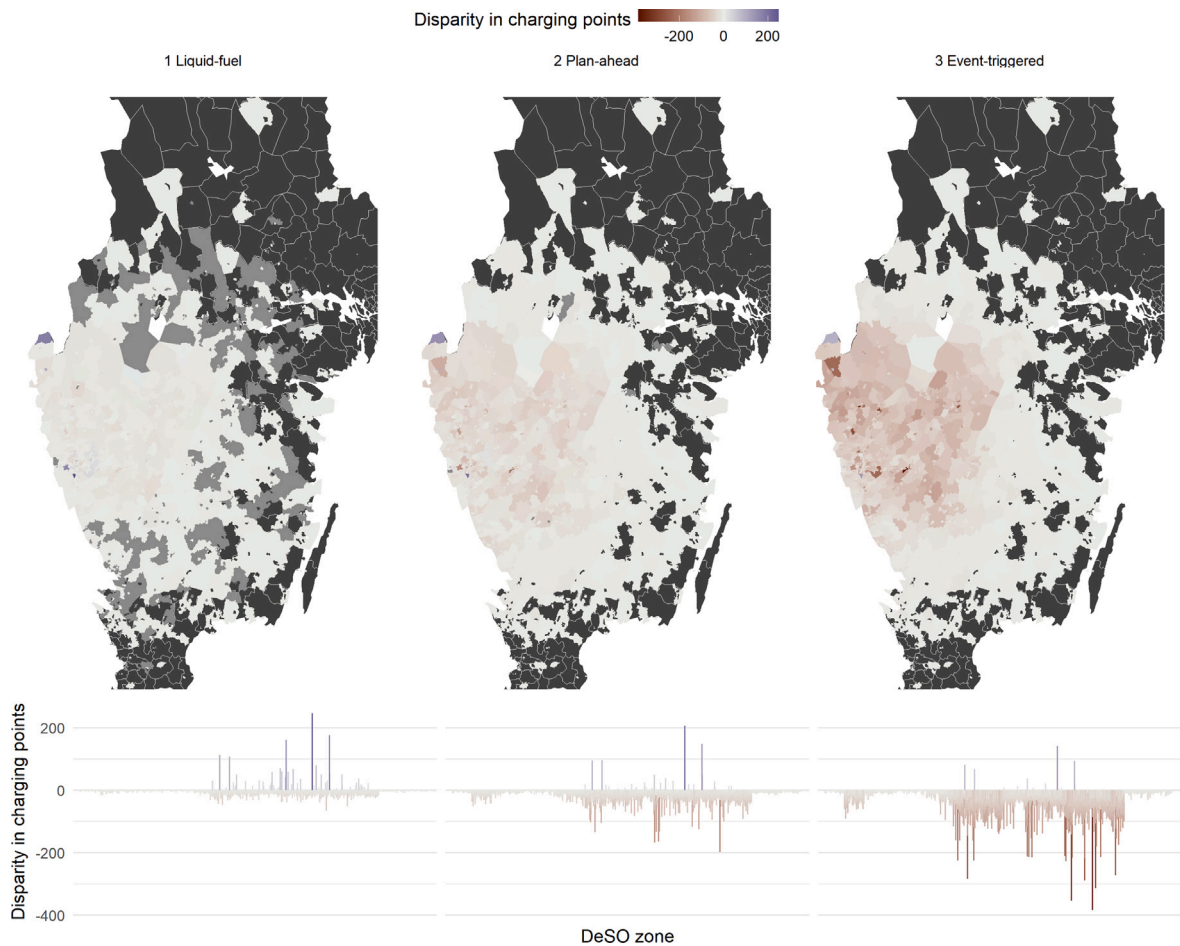 Disparity in charging points
-200 0 200
1 Liquid-fuel
2 Plan-ahead
3 Event-triggered
Disparity in charging points
200
0
-200
-400
DeSO zone